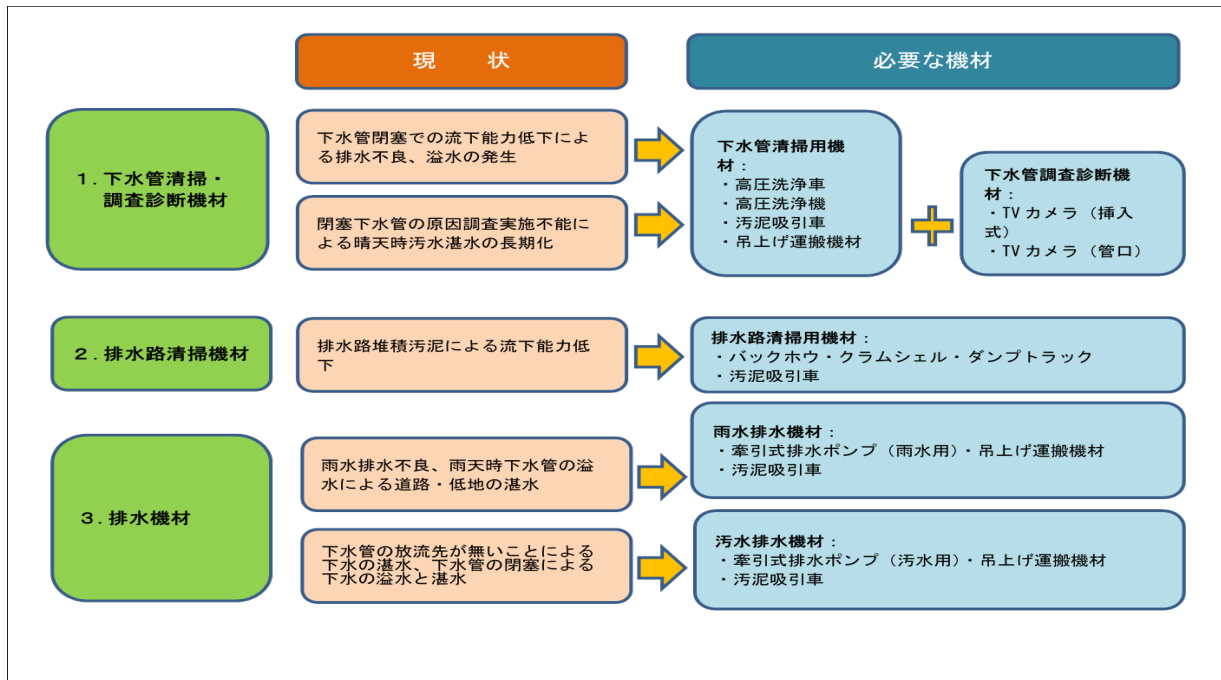 現　状
必要な機材
1. 下水管清掃・
調査診断機材
下水管閉塞での流下能力低下によ
る排水不良、溢水の発生
閉塞下水管の原因調査実施不能に
よる晴天時汚水湛水の長期化
下水管清掃用機
材：
・高圧洗浄車
・高圧洗浄機
・汚泥吸引車
・吊上げ運搬機材
下水管調査診断機
材：
・TV カメラ（挿入
式）
・TV カメラ（管口）
2. 排水路清掃機材
排水路堆積汚泥による流下能力低
下
排水路清掃用機材：
・バックホウ・クラムシェル・ダンプトラック
・汚泥吸引車
3. 排水機材
雨水排水不良、雨天時下水管の溢
水による道路・低地の湛水
雨水排水機材：
・牽引式排水ポンプ（雨水用）・吊上げ運搬機材
・汚泥吸引車
下水管の放流先が無いことによる
下水の湛水、下水管の閉塞による
下水の溢水と湛水
汚水排水機材：
・牽引式排水ポンプ（汚水用）・吊上げ運搬機材
・汚泥吸引車